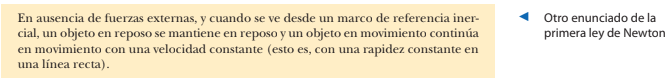 En ausencia de fuerzas externas, y cuando se ve desde un marco de referencia iner-
cial, un objeto en reposo se mantiene en reposo y un objeto en movimiento continúa
en movimiento con una velocidad constante (esto es, con una rapidez constante en
una línea recta).
◀ Otro enunciado de la
primera ley de Newton